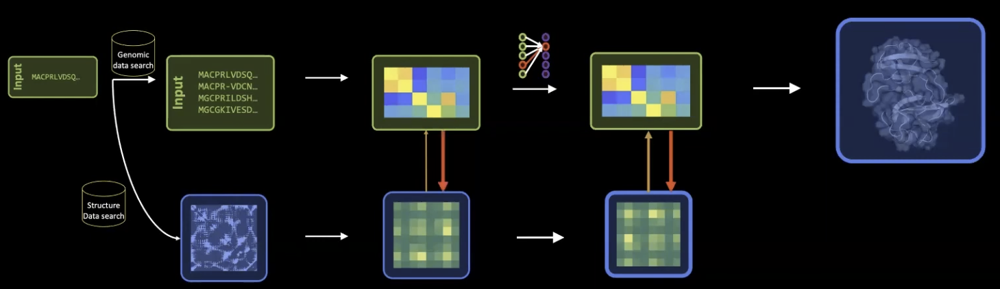 Input
MACPRLVDSQ…
Genomic
data search
Input
MACPRLVDSQ…
MACPR-VDCN…
MGCPRILDSH…
MGCGKIVESD…
Structure
Data search